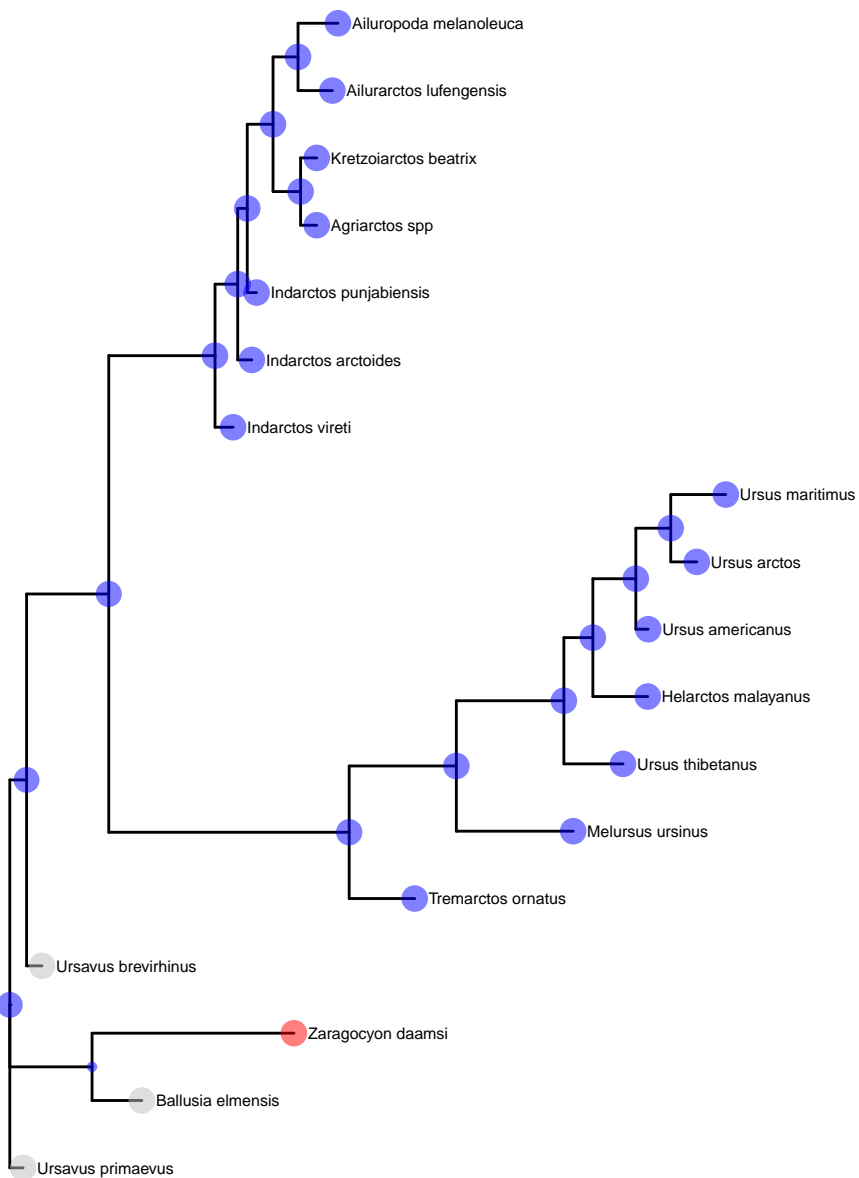 Ailuropoda melanoleuca
Ailurarctos lufengensis
Kretzoiarctos beatrix
Agriarctos spp
Indarctos punjabiensis
Indarctos arctoides
Indarctos vireti
Ursus maritimus
Ursus arctos
Ursus americanus
Helarctos malayanus
Ursus thibetanus
Melursus ursinus
Tremarctos ornatus
Ursavus brevirhinus
Zaragocyon daamsi
Ballusia elmensis
Ursavus primaevus